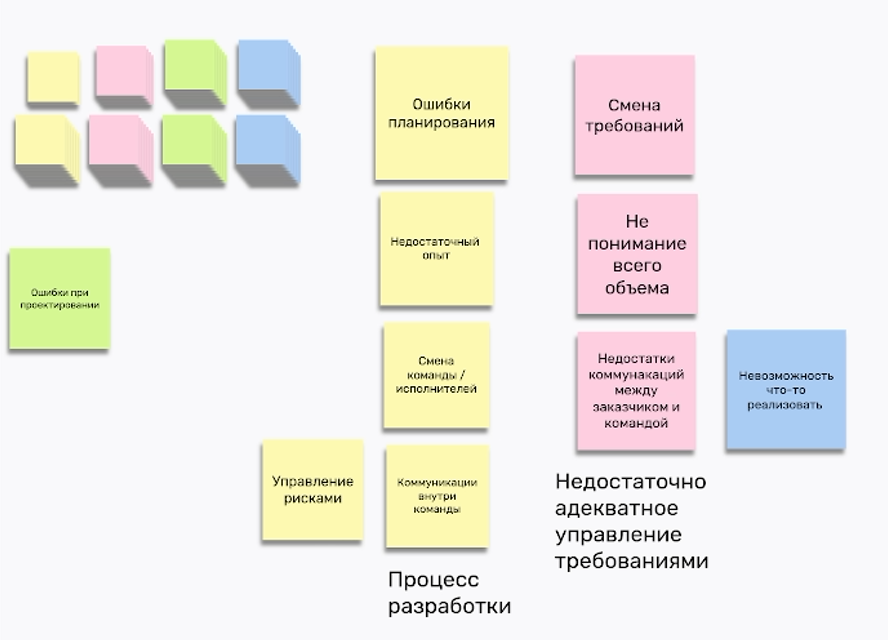 Ошибки
планирования
Смена
требований
Недостаточный
опыт
Не
понимание
всего
объема
Ошибки при
проектировании
Смена
команды /
исполнителей
Недостатки
коммунакаций
между
заказчиком и
командой
Невозможность
что-то
реализовать
Управление
рисками
Коммуникации
внутри
команды
Процесс
разработки
Недостаточно
адекватное
управление
требованиями